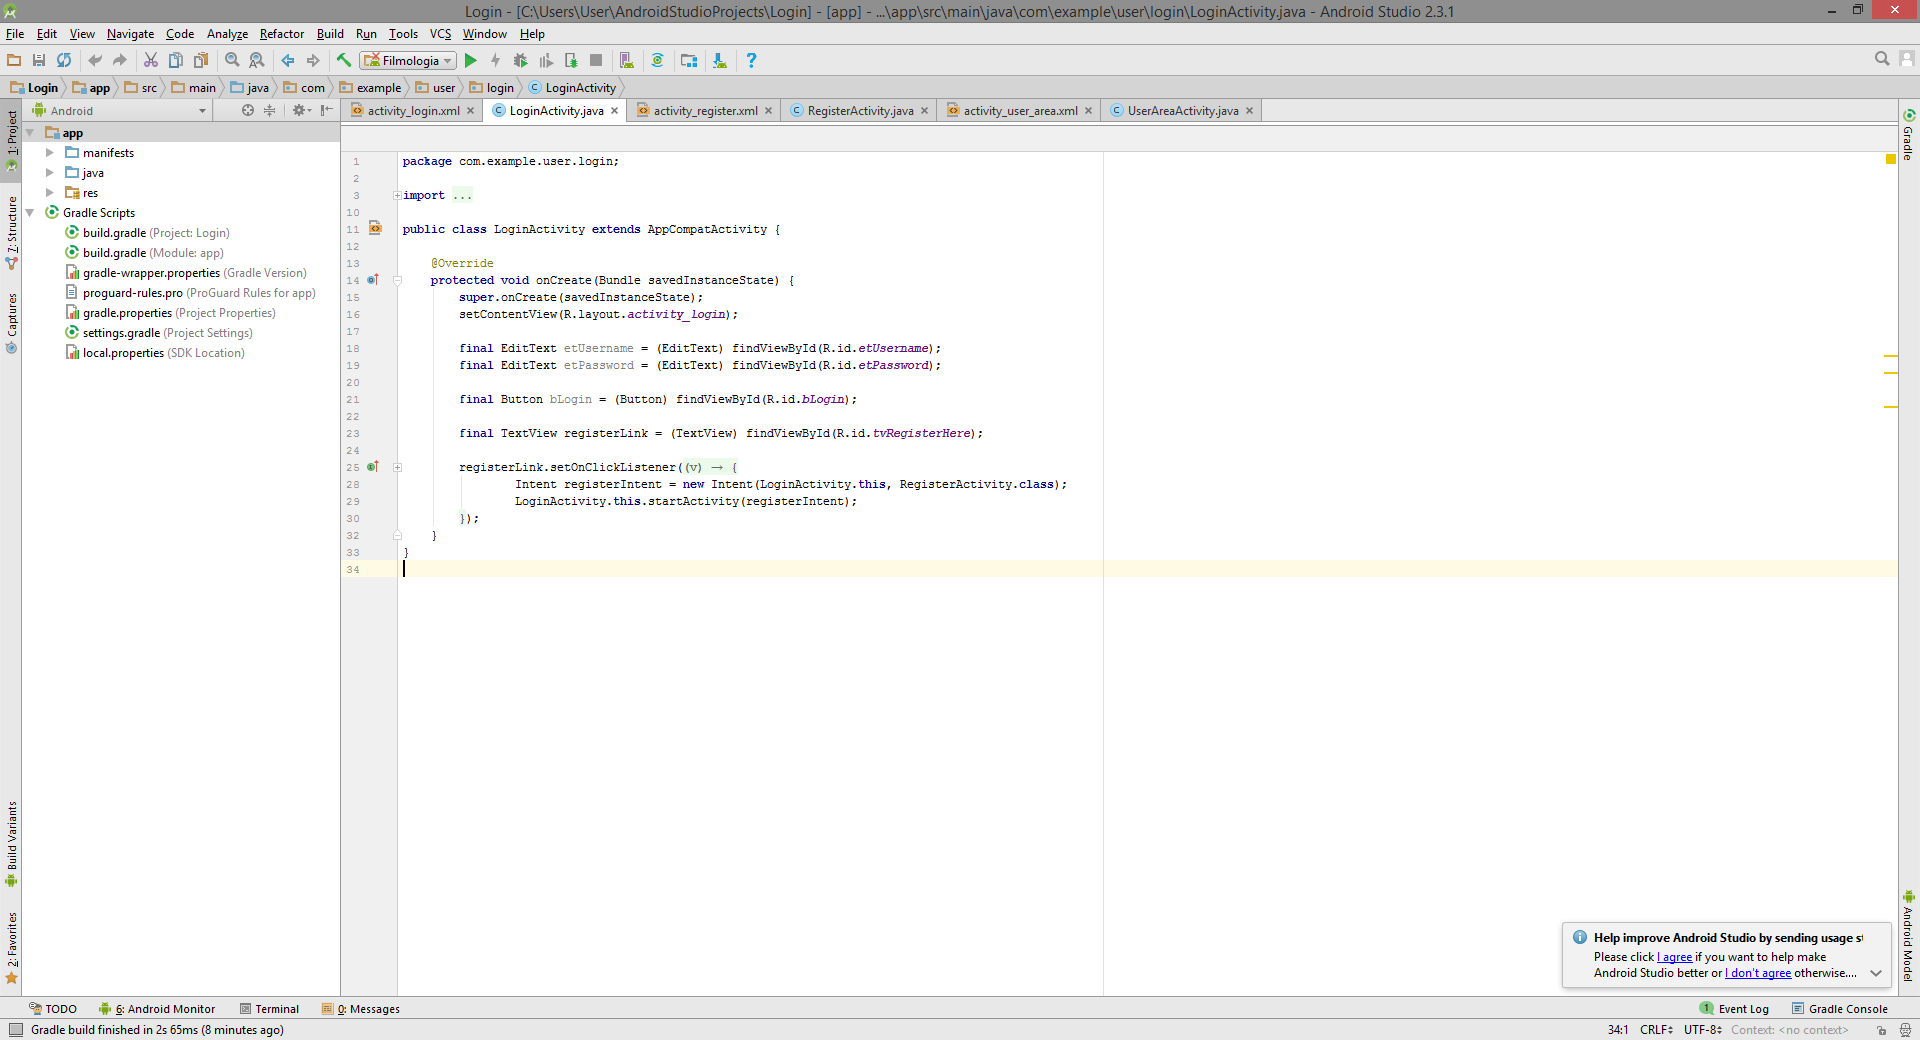 Login - [C:\Users\User\AndroidStudioProjects\Login] - [app] - ...\app\src\main\java\com\example\user\login\LoginActivity.java - Android Studio 2.3.1
File Edit View Navigate Code Analyze Refactor Build Run Tools VCS Window Help
Filmologia
Login app src main java com example user login LoginActivity
Android
activity_login.xml LoginActivity.java activity_register.xml RegisterActivity.java activity_user_area.xml UserAreaActivity.java
1: Project
7: Structure
Captures
Build Variants
2: Favorites
app
manifests
java
res
Gradle Scripts
build.gradle (Project: Login)
build.gradle (Module: app)
gradle-wrapper.properties (Gradle Version)
proguard-rules.pro (ProGuard Rules for app)
gradle.properties (Project Properties)
settings.gradle (Project Settings)
local.properties (SDK Location)
1 package com.example.user.login;
2
3 import ...
10
11 public class LoginActivity extends AppCompatActivity {
12
13 @Override
14 protected void onCreate(Bundle savedInstanceState) {
15 super.onCreate(savedInstanceState);
16 setContentView(R.layout.activity_login);
17
18 final EditText etUsername = (EditText) findViewById(R.id.etUsername);
19 final EditText etPassword = (EditText) findViewById(R.id.etPassword);
20
21 final Button bLogin = (Button) findViewById(R.id.bLogin);
22
23 final TextView registerLink = (TextView) findViewById(R.id.tvRegisterHere);
24
25 registerLink.setOnClickListener((v) → {
28 Intent registerIntent = new Intent(LoginActivity.this, RegisterActivity.class);
29 LoginActivity.this.startActivity(registerIntent);
30 });
32 }
33 }
34
Gradle
Android Model
Help improve Android Studio by sending usage st
Please click I agree if you want to help make
Android Studio better or I don't agree otherwise....
TODO 6: Android Monitor Terminal 0: Messages 1 Event Log Gradle Console
Gradle build finished in 2s 65ms (8 minutes ago) 34:1 CRLF UTF-8 Context: <no context>